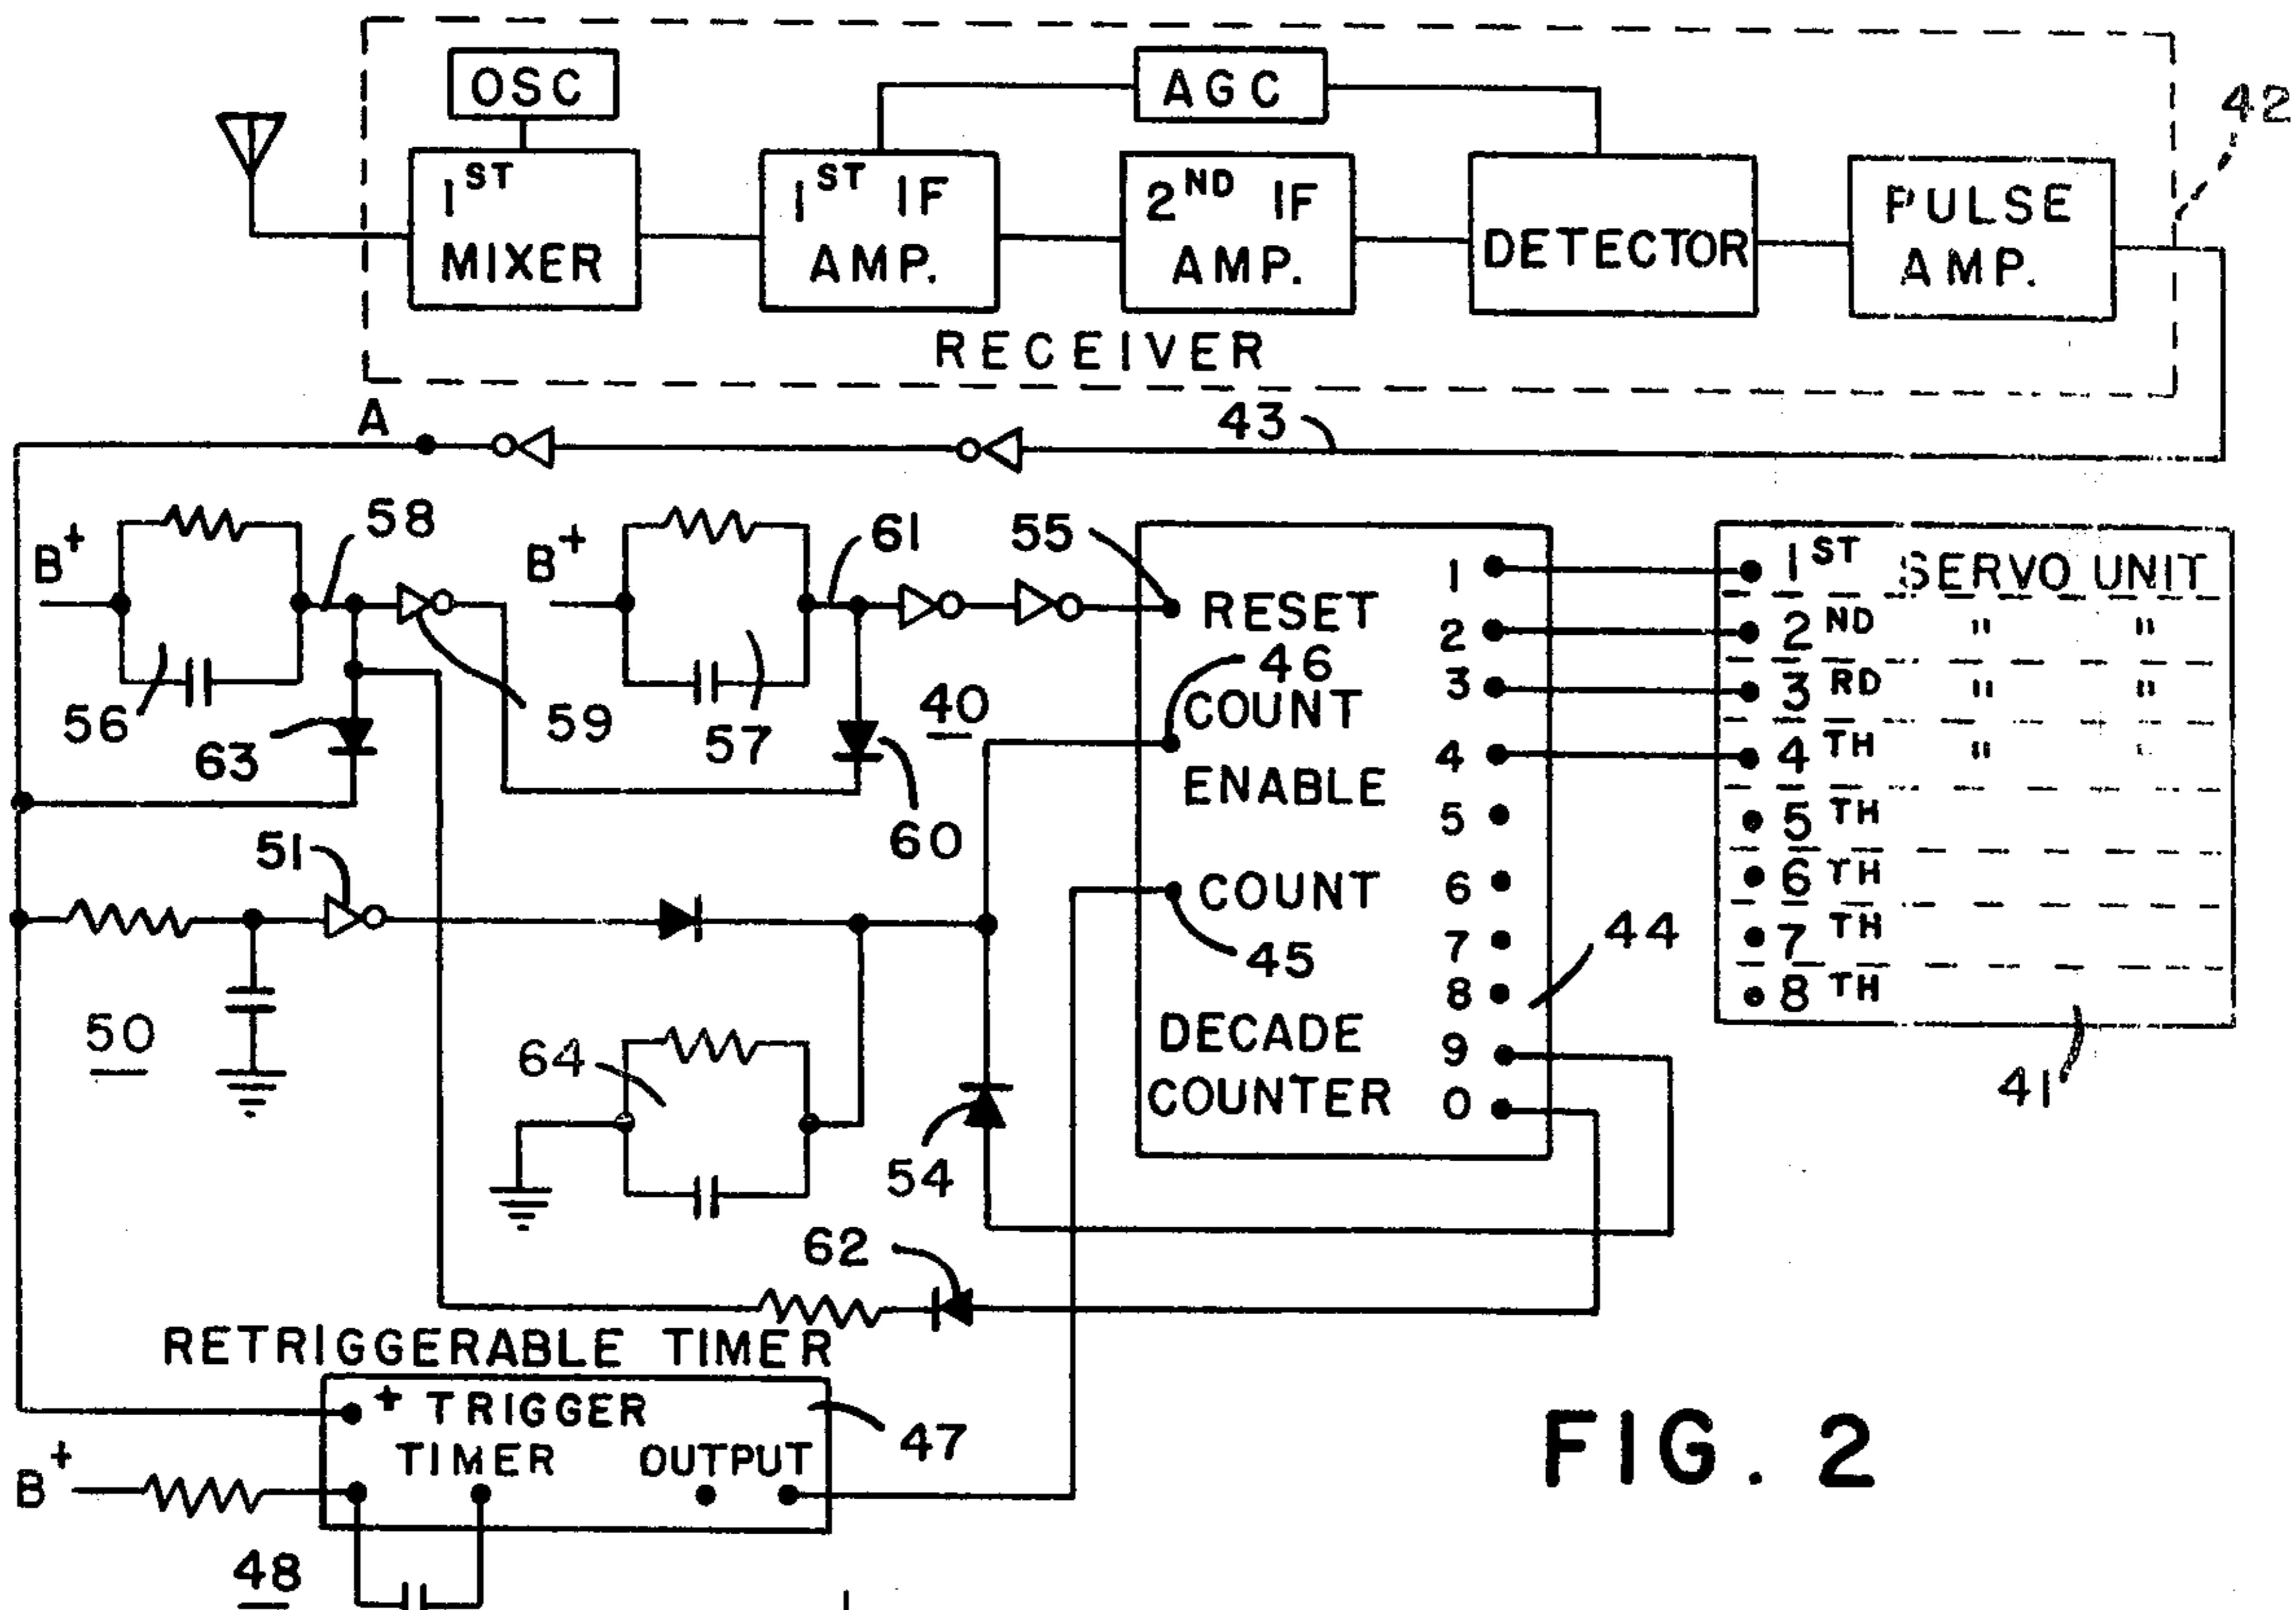 OSC
AGC
42
1ST MIXER
1ST IF AMP.
2ND IF AMP.
DETECTOR
PULSE AMP.
RECEIVER
A
43
B+
58
B+
61
55
56
63
59
57
60
40
RESET
46
COUNT
ENABLE
COUNT
45
DECADE
COUNTER
1
2
3
4
5
6
7
8
9
0
44
1ST SERVO UNIT
2ND " "
3RD " "
4TH "
5TH
6TH
7TH
8TH
41
51
50
64
54
62
RETRIGGERABLE TIMER
+ TRIGGER
TIMER OUTPUT
47
B+
48
FIG. 2